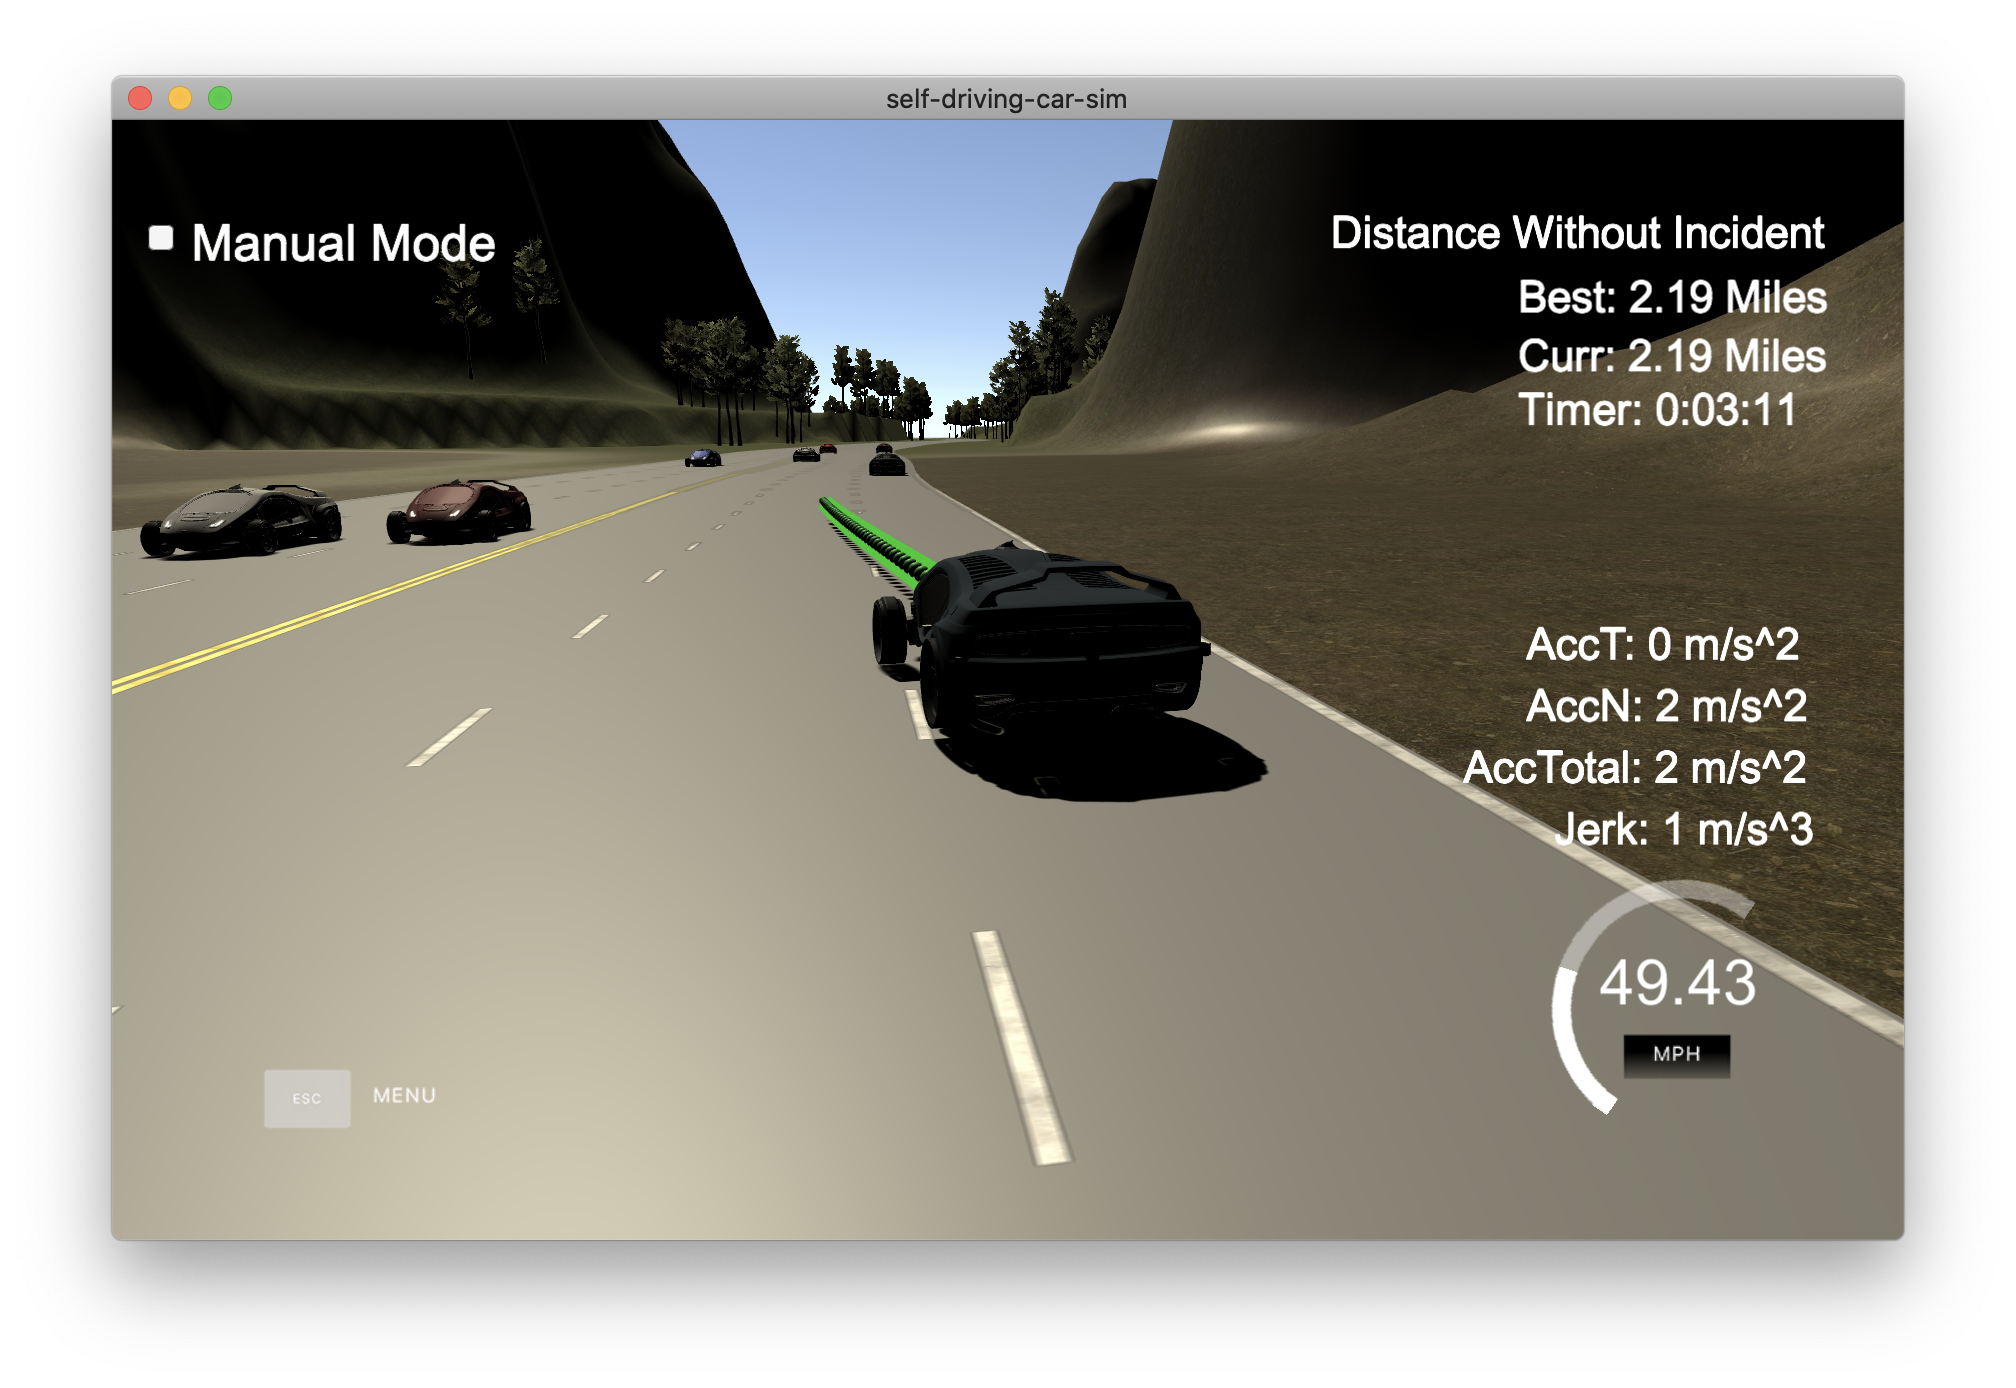 self-driving-car-sim
Manual Mode
Distance Without Incident
Best: 2.19 Miles
Curr: 2.19 Miles
Timer: 0:03:11
AccT: 0 m/s^2
AccN: 2 m/s^2
AccTotal: 2 m/s^2
Jerk: 1 m/s^3
49.43
MPH
ESC MENU